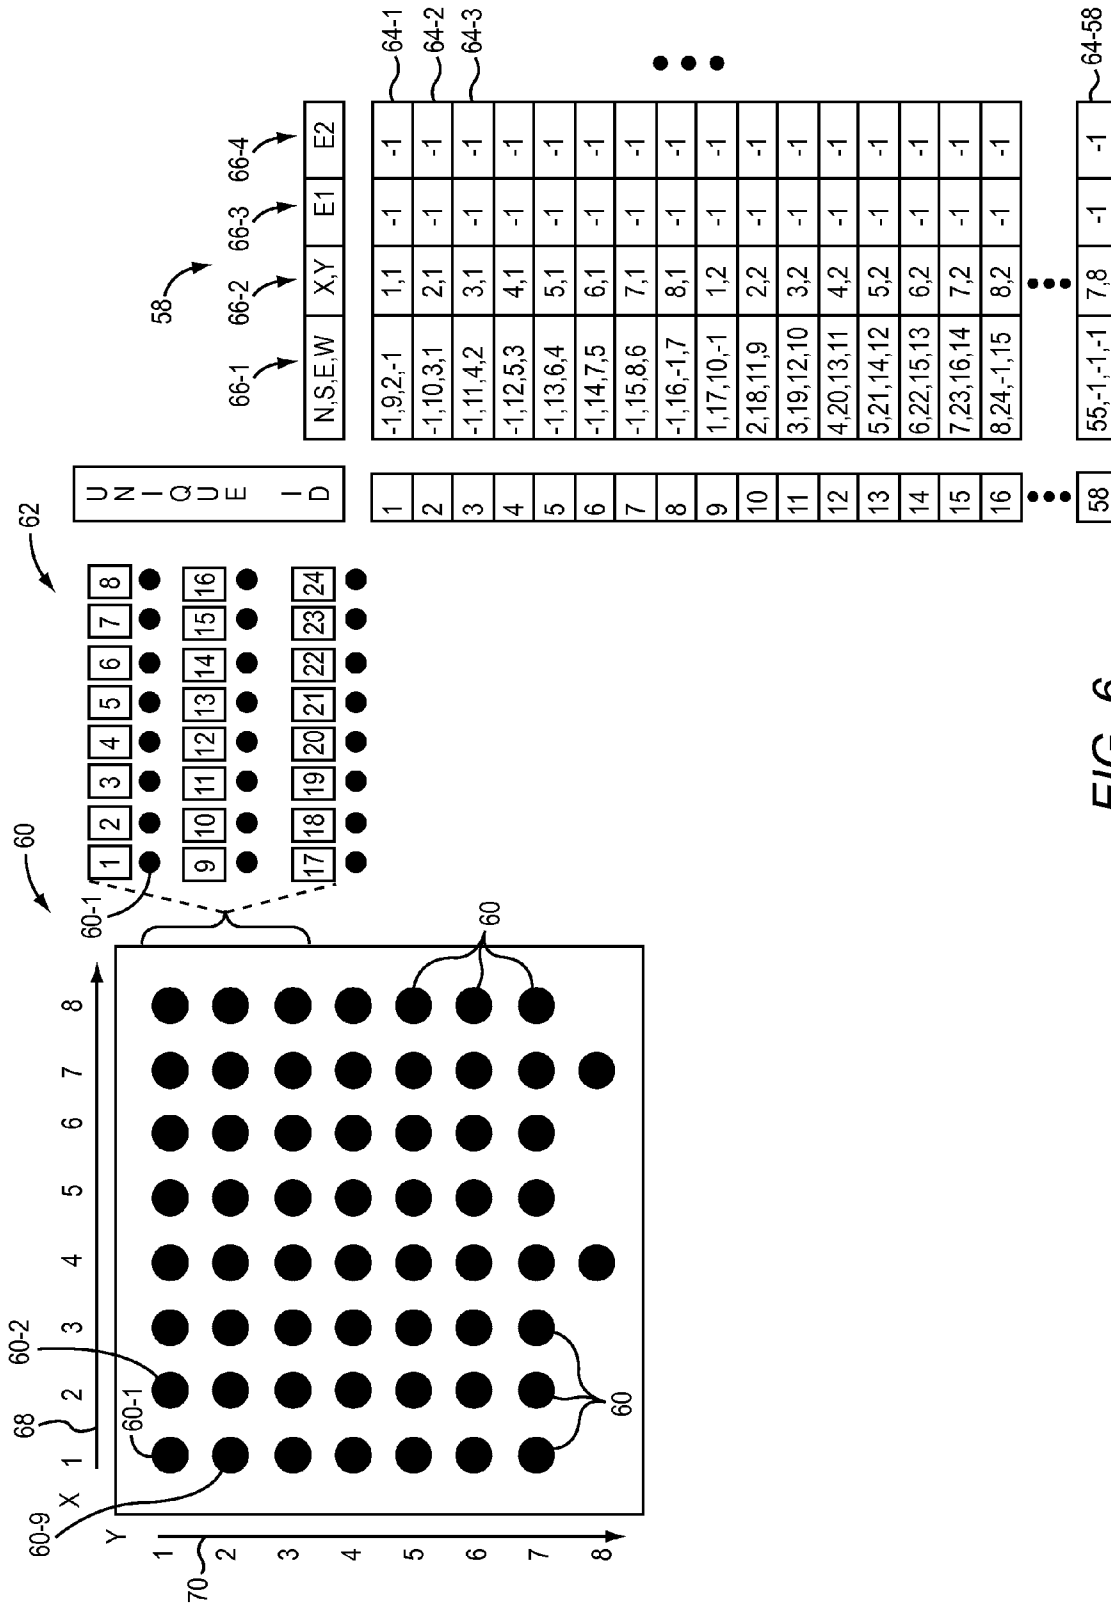 60
68
60-2
60-1
60-9
X 1 2 3 4 5 6 7 8
Y
1
2
3
4
5
6
7
8
70
60
60
60-1
62
1 2 3 4 5 6 7 8
9 10 11 12 13 14 15 16
17 18 19 20 21 22 23 24
58
66-1 66-2 66-3 66-4
UNIQUE ID N,S,E,W X,Y E1 E2
1 -1,9,2,-1 1,1 -1 -1 64-1
2 -1,10,3,1 2,1 -1 -1 64-2
3 -1,11,4,2 3,1 -1 -1 64-3
4 -1,12,5,3 4,1 -1 -1
5 -1,13,6,4 5,1 -1 -1
6 -1,14,7,5 6,1 -1 -1
7 -1,15,8,6 7,1 -1 -1
8 -1,16,-1,7 8,1 -1 -1
9 1,17,10,-1 1,2 -1 -1
10 2,18,11,9 2,2 -1 -1
11 3,19,12,10 3,2 -1 -1
12 4,20,13,11 4,2 -1 -1
13 5,21,14,12 5,2 -1 -1
14 6,22,15,13 6,2 -1 -1
15 7,23,16,14 7,2 -1 -1
16 8,24,-1,15 8,2 -1 -1
58 55,-1,-1,-1 7,8 -1 -1 64-58
FIG. 6